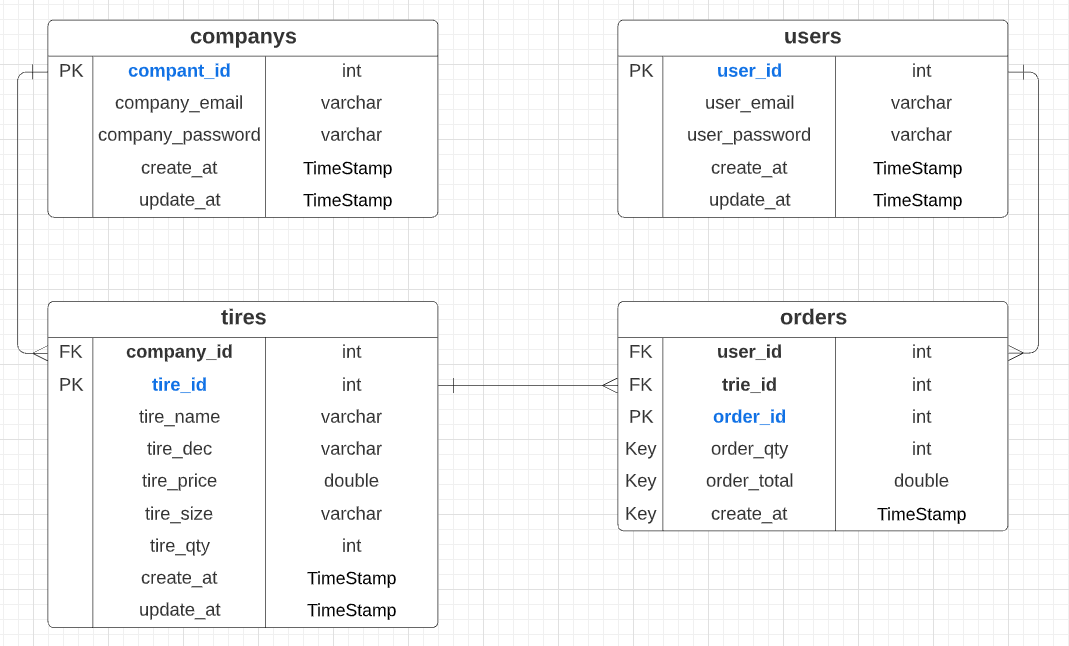 companys
PK compant_id int
company_email varchar
company_password varchar
create_at TimeStamp
update_at TimeStamp
users
PK user_id int
user_email varchar
user_password varchar
create_at TimeStamp
update_at TimeStamp
tires
FK company_id int
PK tire_id int
tire_name varchar
tire_dec varchar
tire_price double
tire_size varchar
tire_qty int
create_at TimeStamp
update_at TimeStamp
orders
FK user_id int
FK trie_id int
PK order_id int
Key order_qty int
Key order_total double
Key create_at TimeStamp